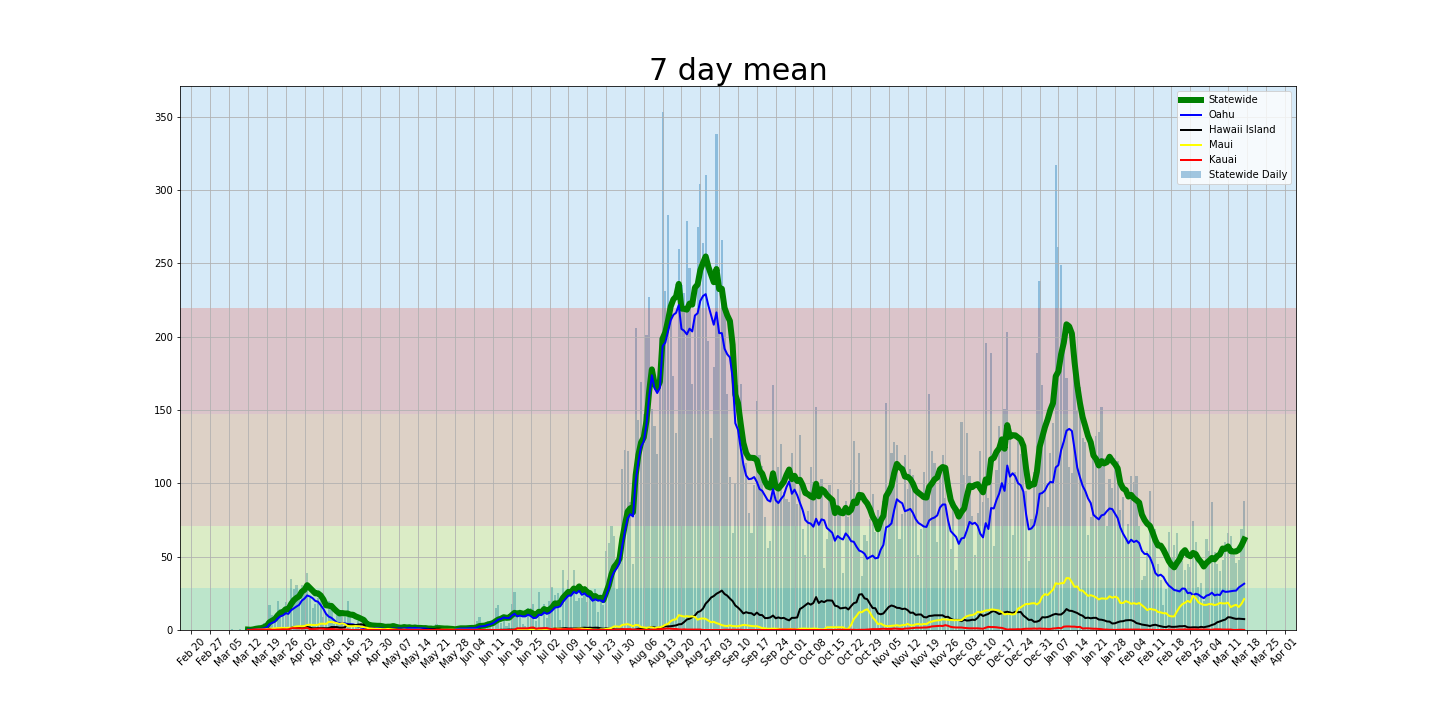 7 day mean
Statewide
Oahu
Hawaii Island
Maui
Kauai
Statewide Daily
350
300
250
200
150
100
50
0
Feb 20
Feb 27
Mar 05
Mar 12
Mar 19
Mar 26
Apr 02
Apr 09
Apr 16
Apr 23
Apr 30
May 07
May 14
May 21
May 28
Jun 04
Jun 11
Jun 18
Jun 25
Jul 02
Jul 09
Jul 16
Jul 23
Jul 30
Aug 06
Aug 13
Aug 20
Aug 27
Sep 03
Sep 10
Sep 17
Sep 24
Oct 01
Oct 08
Oct 15
Oct 22
Oct 29
Nov 05
Nov 12
Nov 19
Nov 26
Dec 03
Dec 10
Dec 17
Dec 24
Dec 31
Jan 07
Jan 14
Jan 21
Jan 28
Feb 04
Feb 11
Feb 18
Feb 25
Mar 04
Mar 11
Mar 18
Mar 25
Apr 01